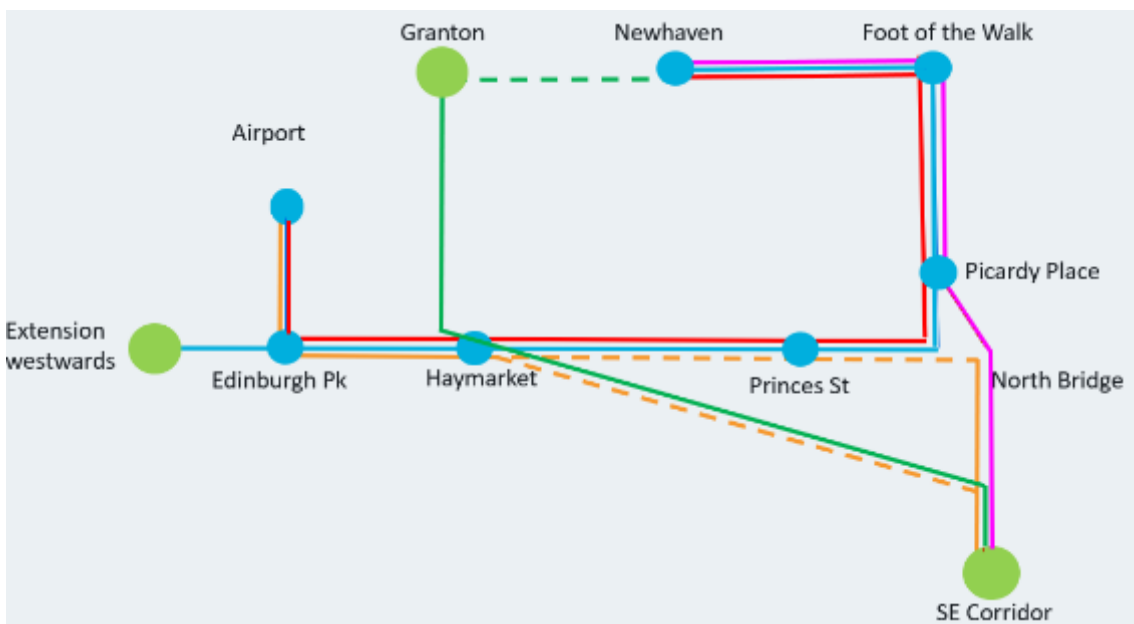 Granton
Newhaven
Foot of the Walk
Airport
Picardy Place
Extension
westwards
Edinburgh Pk
Haymarket
Princes St
North Bridge
SE Corridor